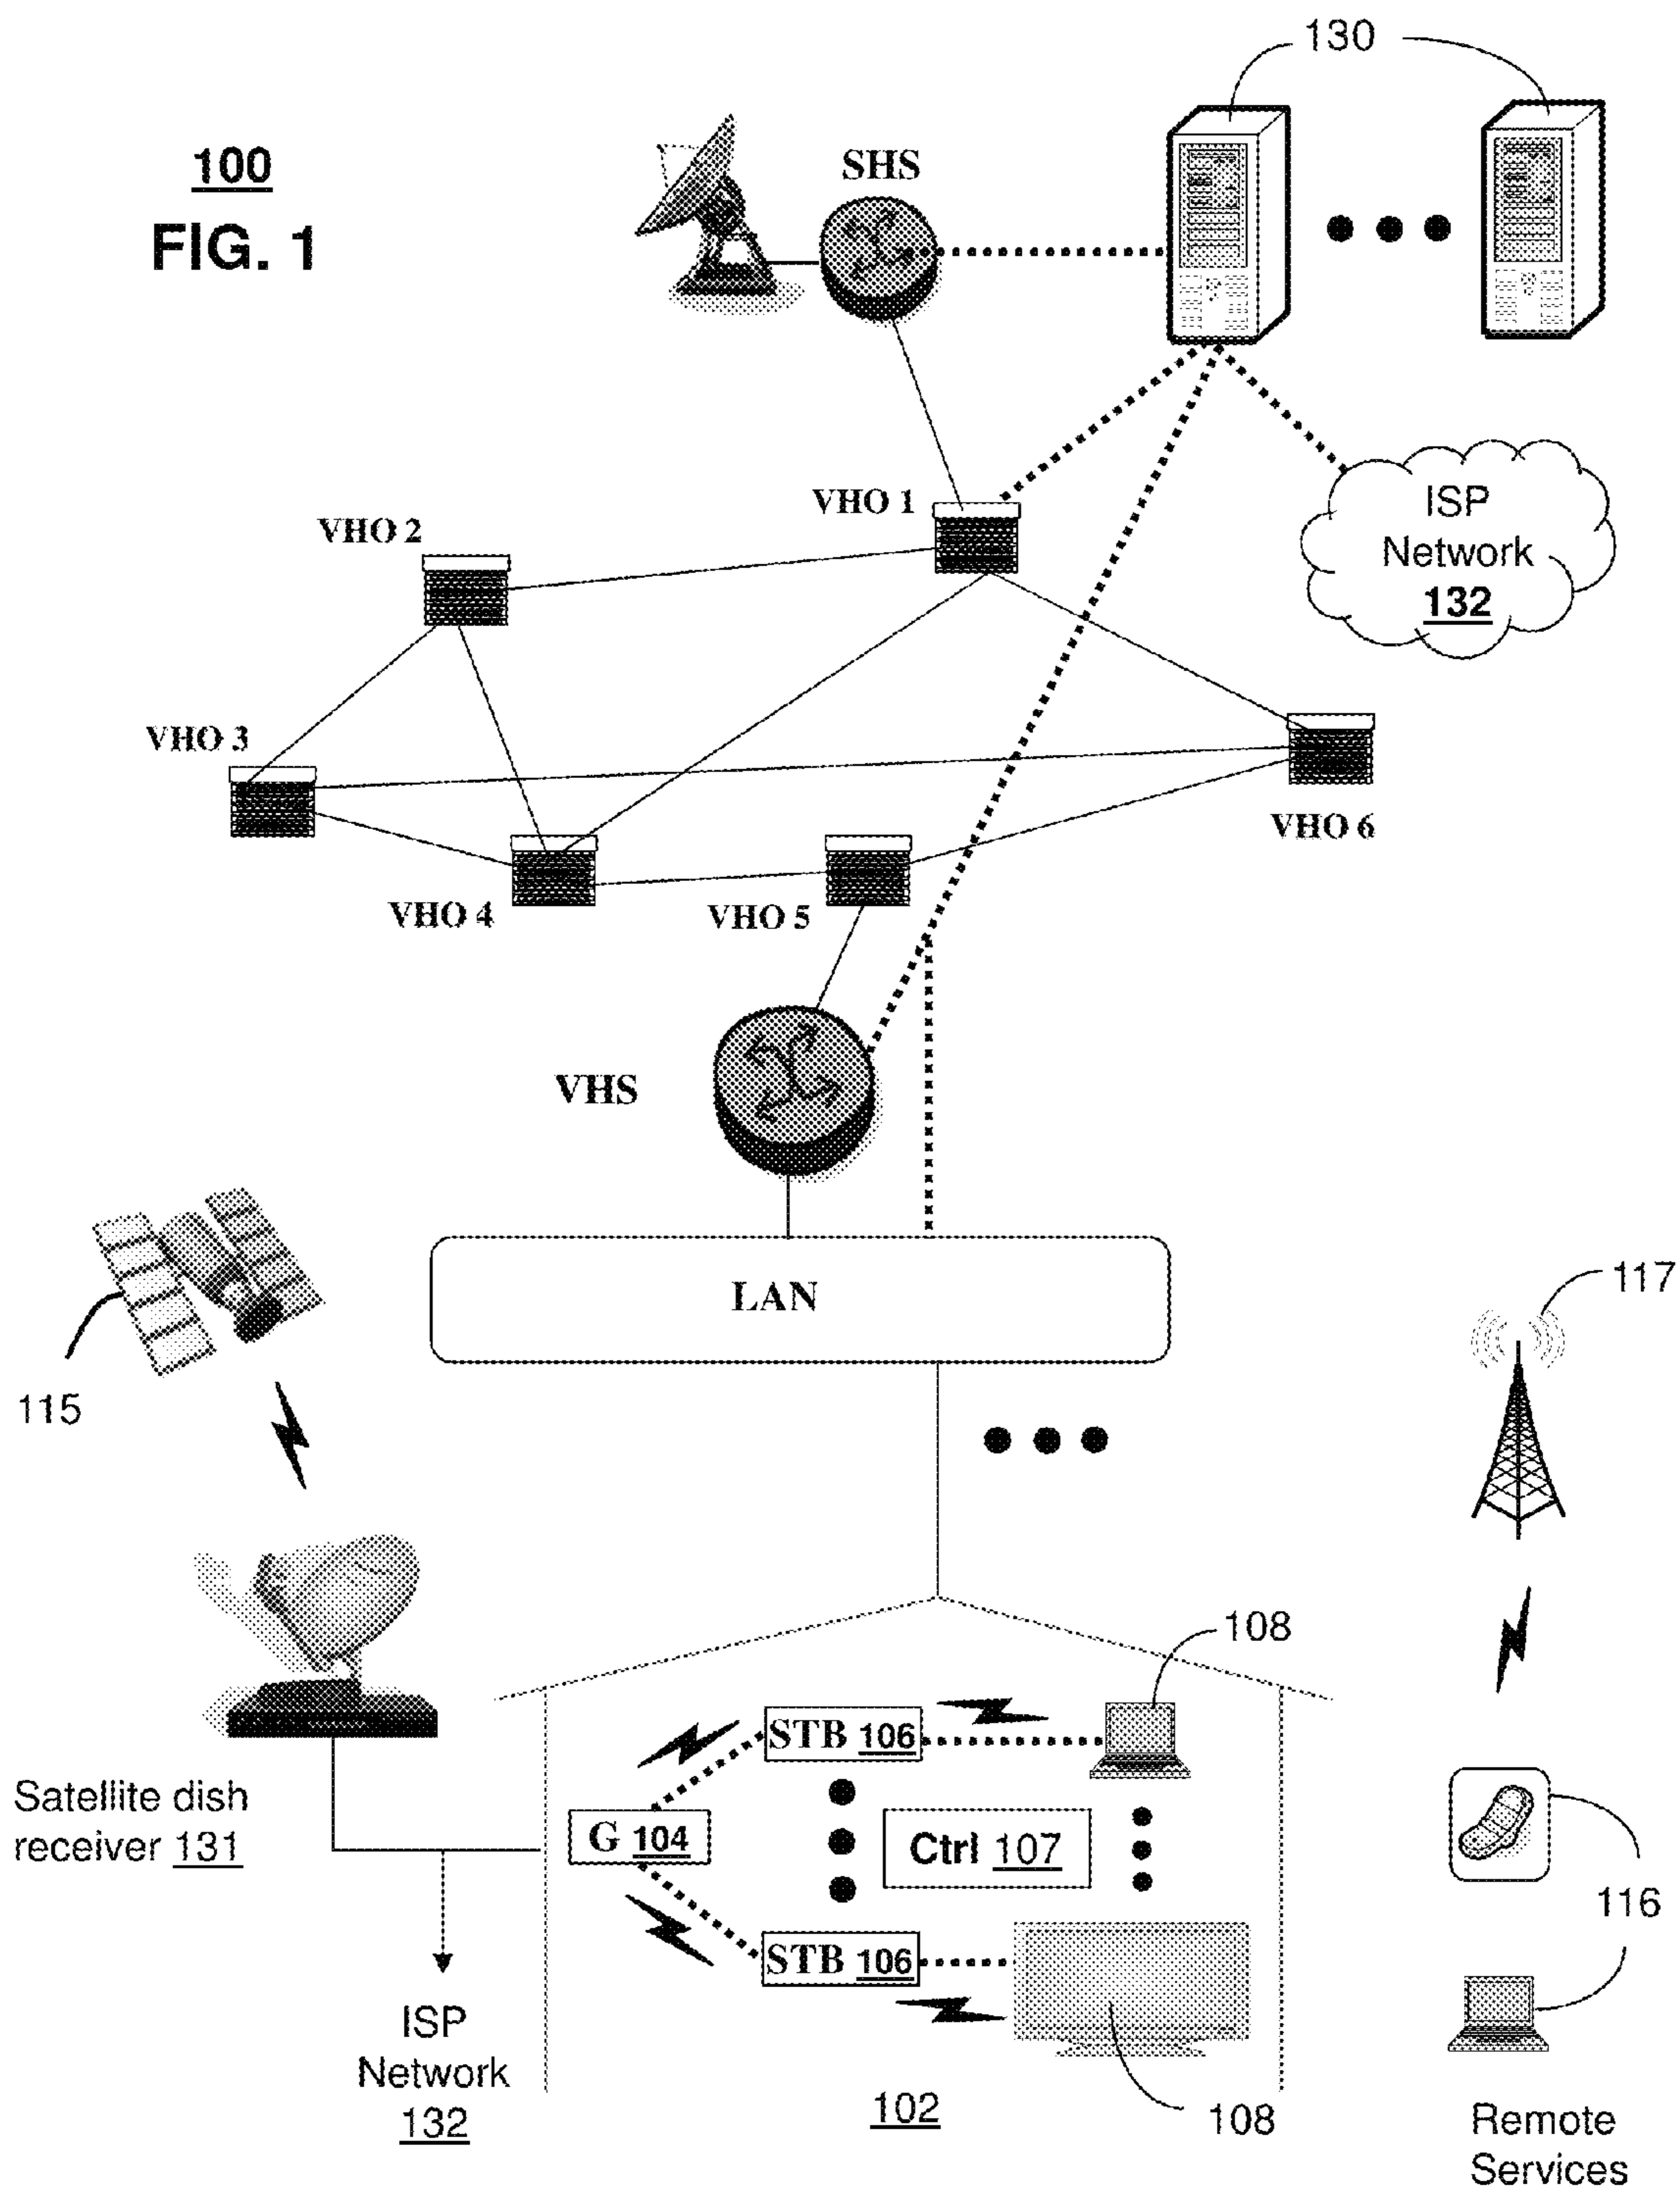 130
100
FIG. 1
SHS
VHO 1
ISP
Network
132
VHO 2
VHO 3
VHO 6
VHO 4
VHO 5
VHS
LAN
117
115
108
STB 106
Satellite dish
receiver 131
G 104
Ctrl 107
116
STB 106
ISP
Network
132
102
108
Remote
Services